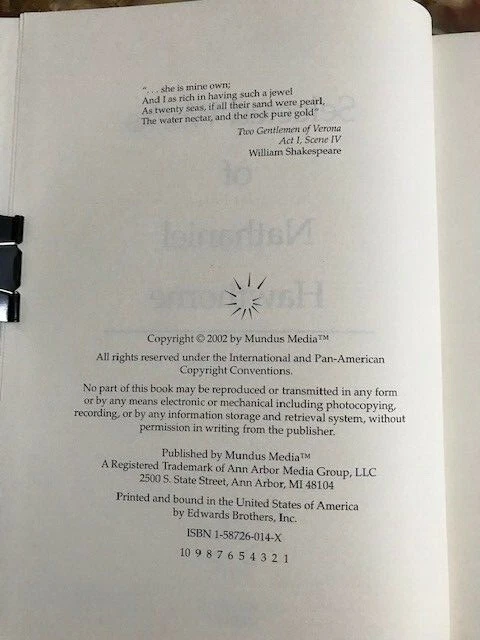 “. . . she is mine own;
And I as rich in having such a jewel
As twenty seas, if all their sand were pearl,
The water nectar, and the rock pure gold”
Two Gentlemen of Verona
Act I, Scene IV
William Shakespeare
of
Nathaniel
Copyright © 2002 by Mundus Media™
All rights reserved under the International and Pan-American
Copyright Conventions.
No part of this book may be reproduced or transmitted in any form
or by any means electronic or mechanical including photocopying,
recording, or by any information storage and retrieval system, without
permission in writing from the publisher.
Published by Mundus Media™
A Registered Trademark of Ann Arbor Media Group, LLC
2500 S. State Street, Ann Arbor, MI 48104
Printed and bound in the United States of America
by Edwards Brothers, Inc.
ISBN 1-58726-014-X
10 9 8 7 6 5 4 3 2 1